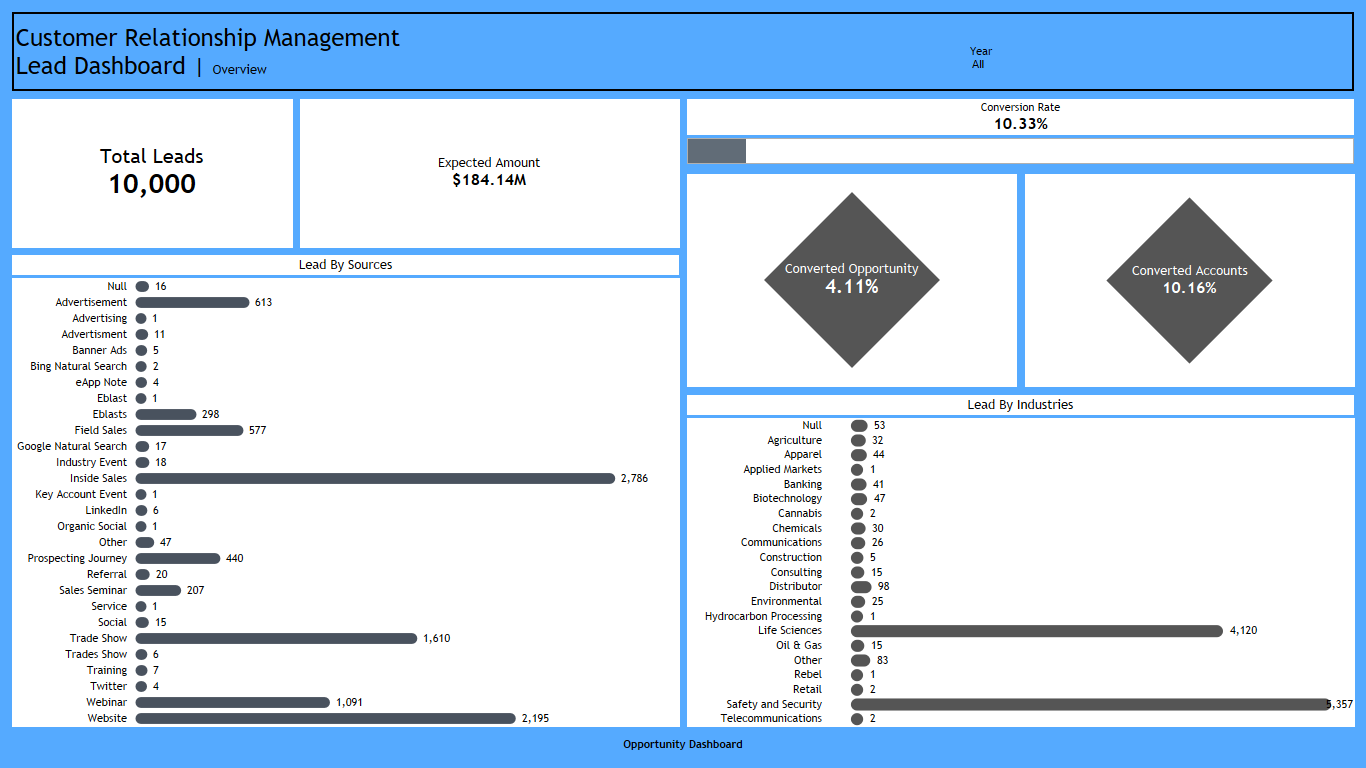 Customer Relationship Management
Lead Dashboard | Overview
Year
All
Total Leads
10,000
Expected Amount
$184.14M
Conversion Rate
10.33%
Converted Opportunity
4.11%
Converted Accounts
10.16%
Lead By Sources
Null 16
Advertisement 613
Advertising 1
Advertisment 11
Banner Ads 5
Bing Natural Search 2
eApp Note 4
Eblast 1
Eblasts 298
Field Sales 577
Google Natural Search 17
Industry Event 18
Inside Sales 2,786
Key Account Event 1
LinkedIn 6
Organic Social 1
Other 47
Prospecting Journey 440
Referral 20
Sales Seminar 207
Service 1
Social 15
Trade Show 1,610
Trades Show 6
Training 7
Twitter 4
Webinar 1,091
Website 2,195
Lead By Industries
Null 53
Agriculture 32
Apparel 44
Applied Markets 1
Banking 41
Biotechnology 47
Cannabis 2
Chemicals 30
Communications 26
Construction 5
Consulting 15
Distributor 98
Environmental 25
Hydrocarbon Processing 1
Life Sciences 4,120
Oil & Gas 15
Other 83
Rebel 1
Retail 2
Safety and Security 5,357
Telecommunications 2
Opportunity Dashboard